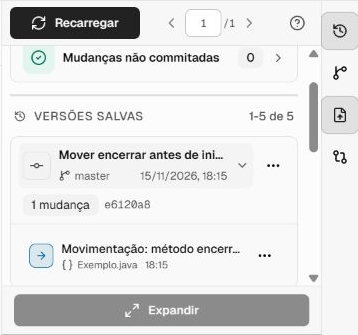 Recarregar
1 /1
Mudanças não commitadas 0
VERSÕES SALVAS 1-5 de 5
Mover encerrar antes de ini...
master 15/11/2026, 18:15
1 mudança e6120a8
Movimentação: método encerr...
{ } Exemplo.java 18:15
Expandir